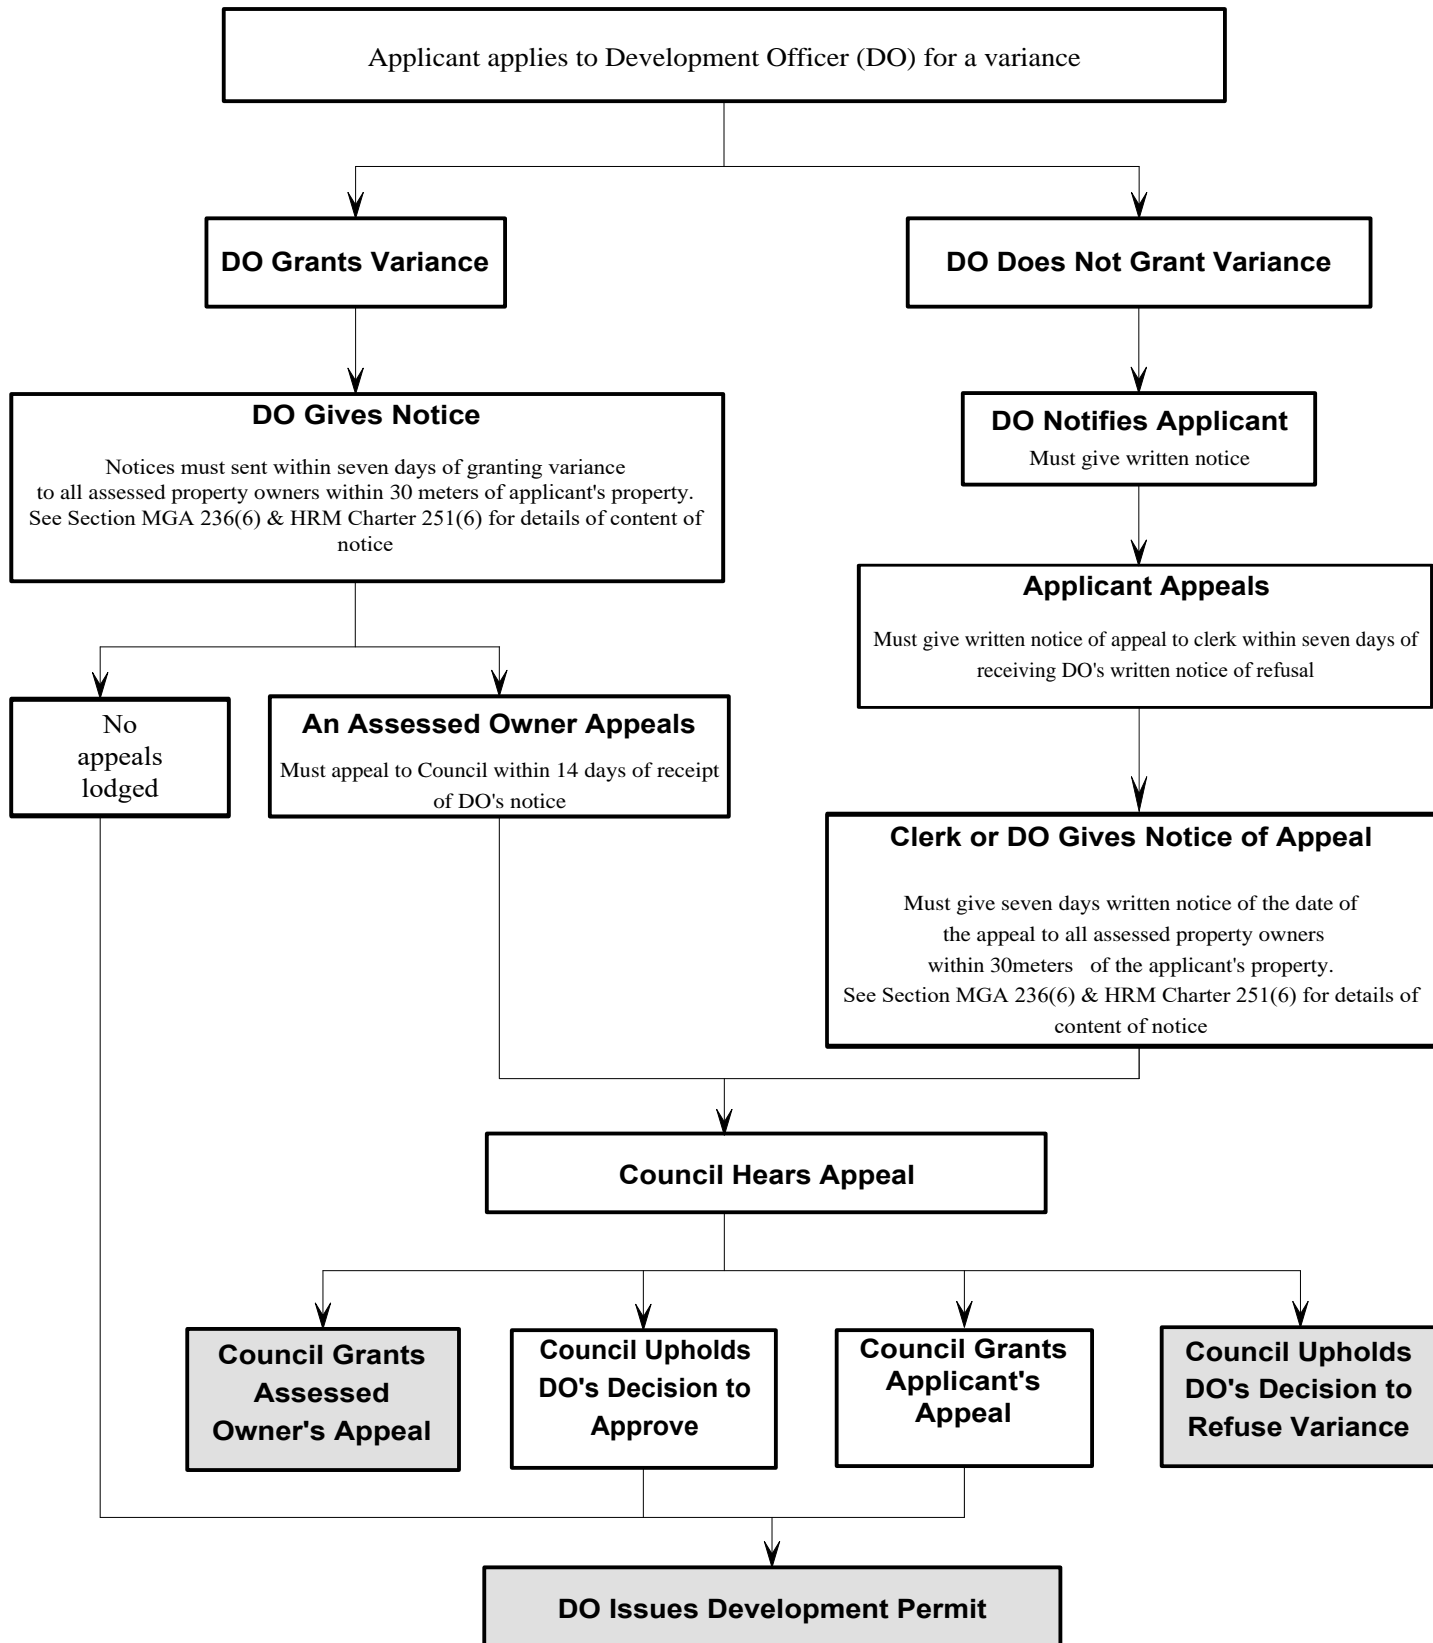 Applicant applies to Development Officer (DO) for a variance
DO Grants Variance
DO Does Not Grant Variance
DO Gives Notice
Notices must sent within seven days of granting variance
to all assessed property owners within 30 meters of applicant's property.
See Section MGA 236(6) & HRM Charter 251(6) for details of content of
notice
DO Notifies Applicant
Must give written notice
Applicant Appeals
Must give written notice of appeal to clerk within seven days of
receiving DO's written notice of refusal
No
appeals
lodged
An Assessed Owner Appeals
Must appeal to Council within 14 days of receipt
of DO's notice
Clerk or DO Gives Notice of Appeal
Must give seven days written notice of the date of
the appeal to all assessed property owners
within 30meters of the applicant's property.
See Section MGA 236(6) & HRM Charter 251(6) for details of
content of notice
Council Hears Appeal
Council Grants
Assessed
Owner's Appeal
Council Upholds
DO's Decision to
Approve
Council Grants
Applicant's
Appeal
Council Upholds
DO's Decision to
Refuse Variance
DO Issues Development Permit